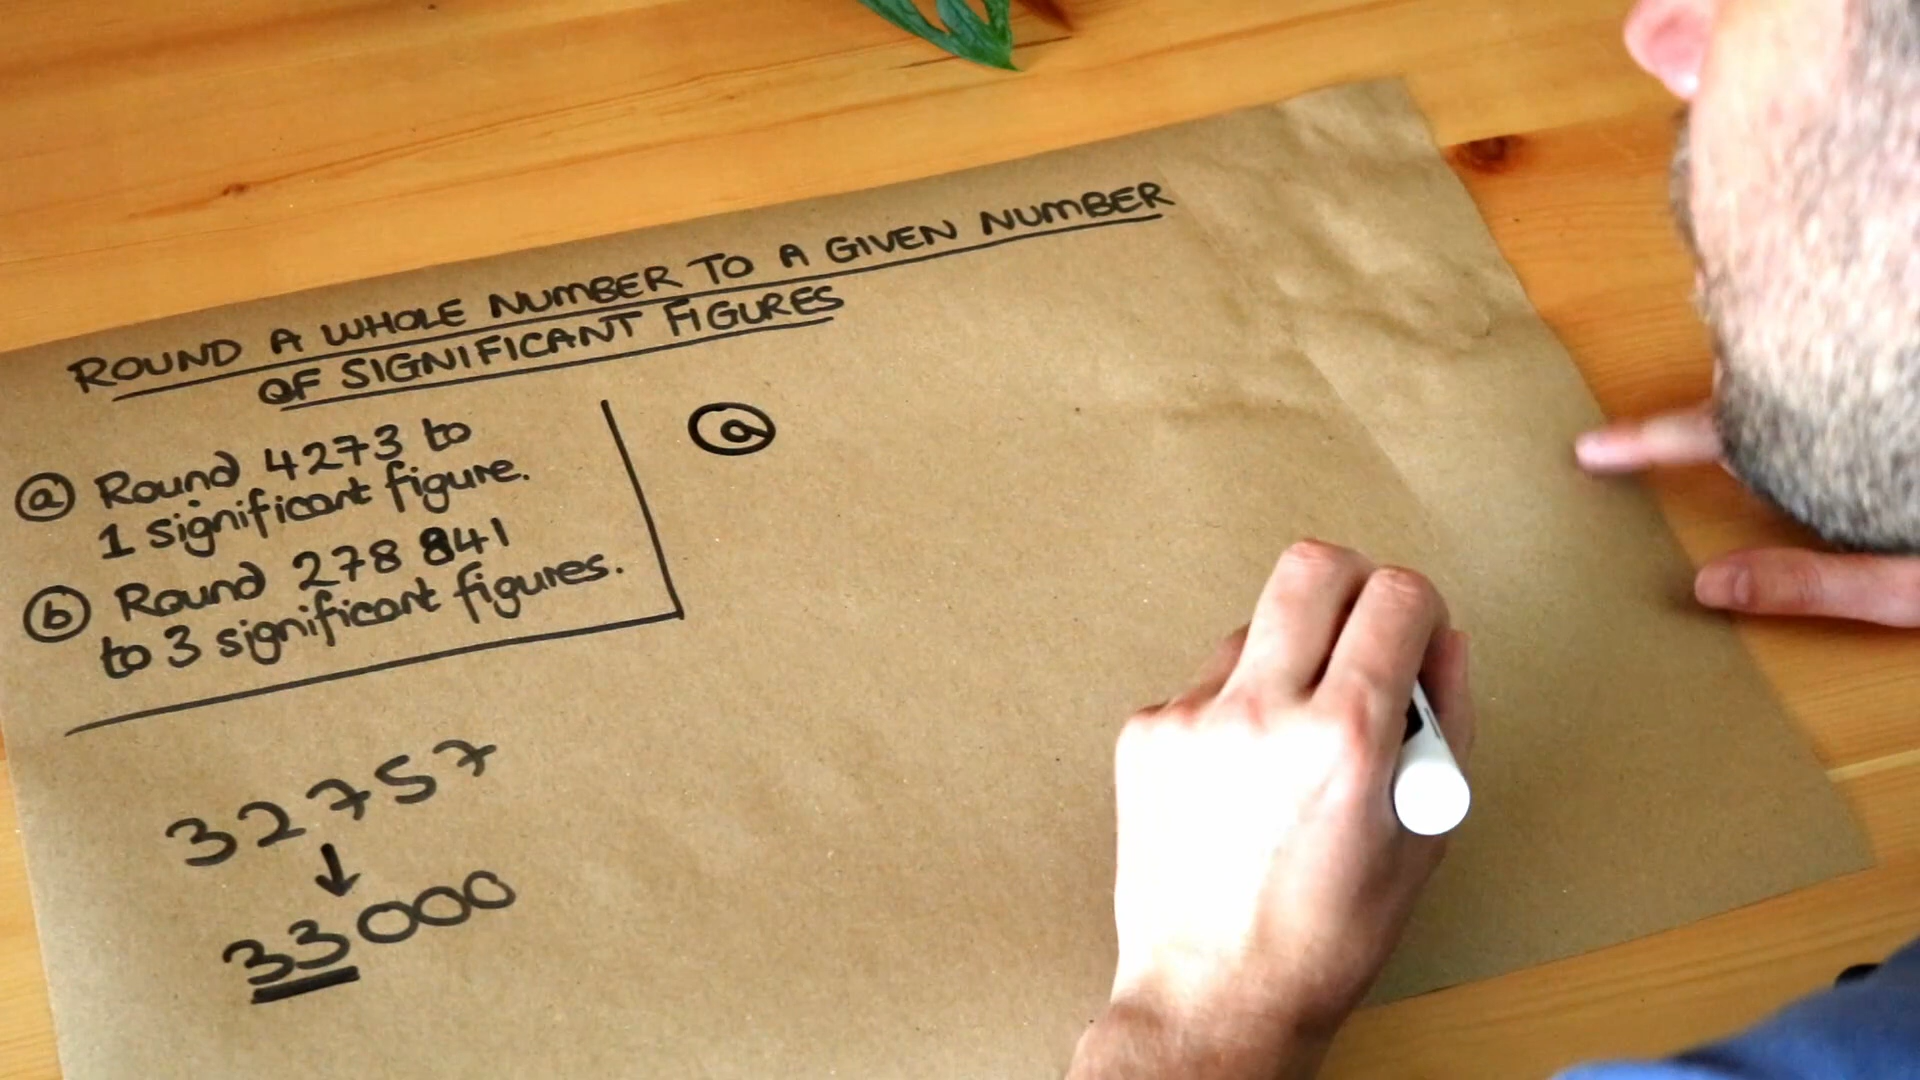 ROUND A WHOLE NUMBER TO A GIVEN NUMBER
OF SIGNIFICANT FIGURES
a Round 4273 to
1 significant figure.
b Round 278 841
to 3 significant figures.
a
32757
↓
33000